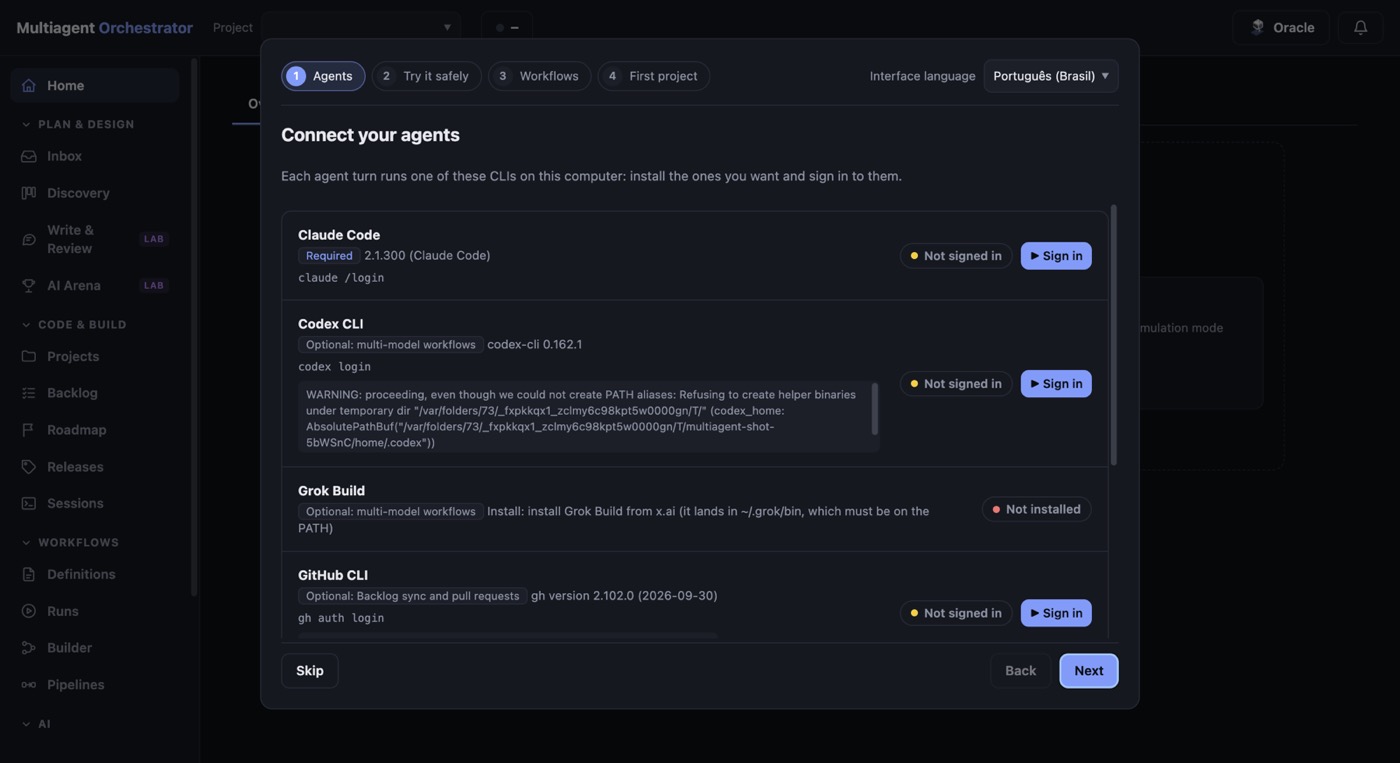 Multiagent Orchestrator
Project
–
Oracle
Home
PLAN & DESIGN
Inbox
Discovery
Write & Review
LAB
AI Arena
LAB
CODE & BUILD
Projects
Backlog
Roadmap
Releases
Sessions
WORKFLOWS
Definitions
Runs
Builder
Pipelines
AI
1 Agents
2 Try it safely
3 Workflows
4 First project
Interface language
Português (Brasil)
Connect your agents
Each agent turn runs one of these CLIs on this computer: install the ones you want and sign in to them.
Claude Code
Required 2.1.300 (Claude Code)
claude /login
Not signed in
Sign in
Codex CLI
Optional: multi-model workflows codex-cli 0.162.1
codex login
WARNING: proceeding, even though we could not create PATH aliases: Refusing to create helper binaries
under temporary dir "/var/folders/73/_fxpkkqx1_zclmy6c98kpt5w0000gn/T/" (codex_home:
AbsolutePathBuf("/var/folders/73/_fxpkkqx1_zclmy6c98kpt5w0000gn/T/multiagent-shot-
5bWSnC/home/.codex"))
Not signed in
Sign in
Grok Build
Optional: multi-model workflows Install: install Grok Build from x.ai (it lands in ~/.grok/bin, which must be on the
PATH)
Not installed
GitHub CLI
Optional: Backlog sync and pull requests gh version 2.102.0 (2026-09-30)
gh auth login
Not signed in
Sign in
Skip
Back
Next
mulation mode